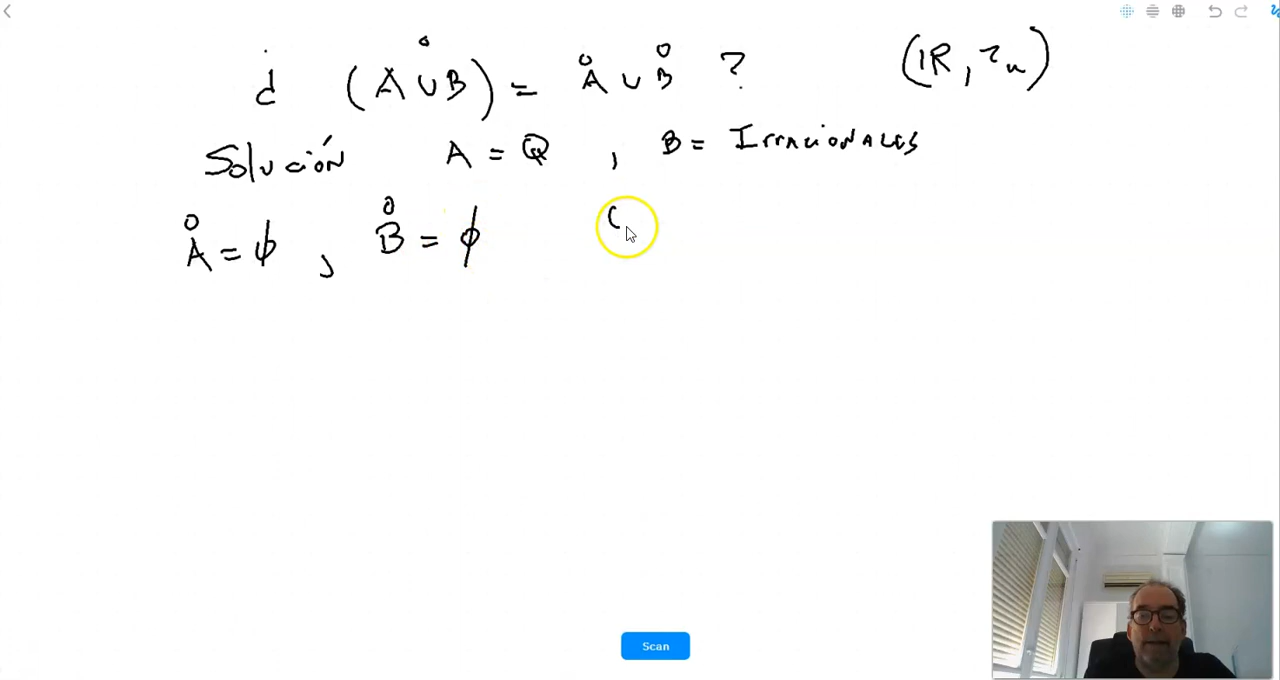 ¿ (A∪B)° = Å ∪ B° ? (ℝ, τᵤ)
Solución A = ℚ , B = Irracionales
Å = ϕ , B° = ϕ (
Scan